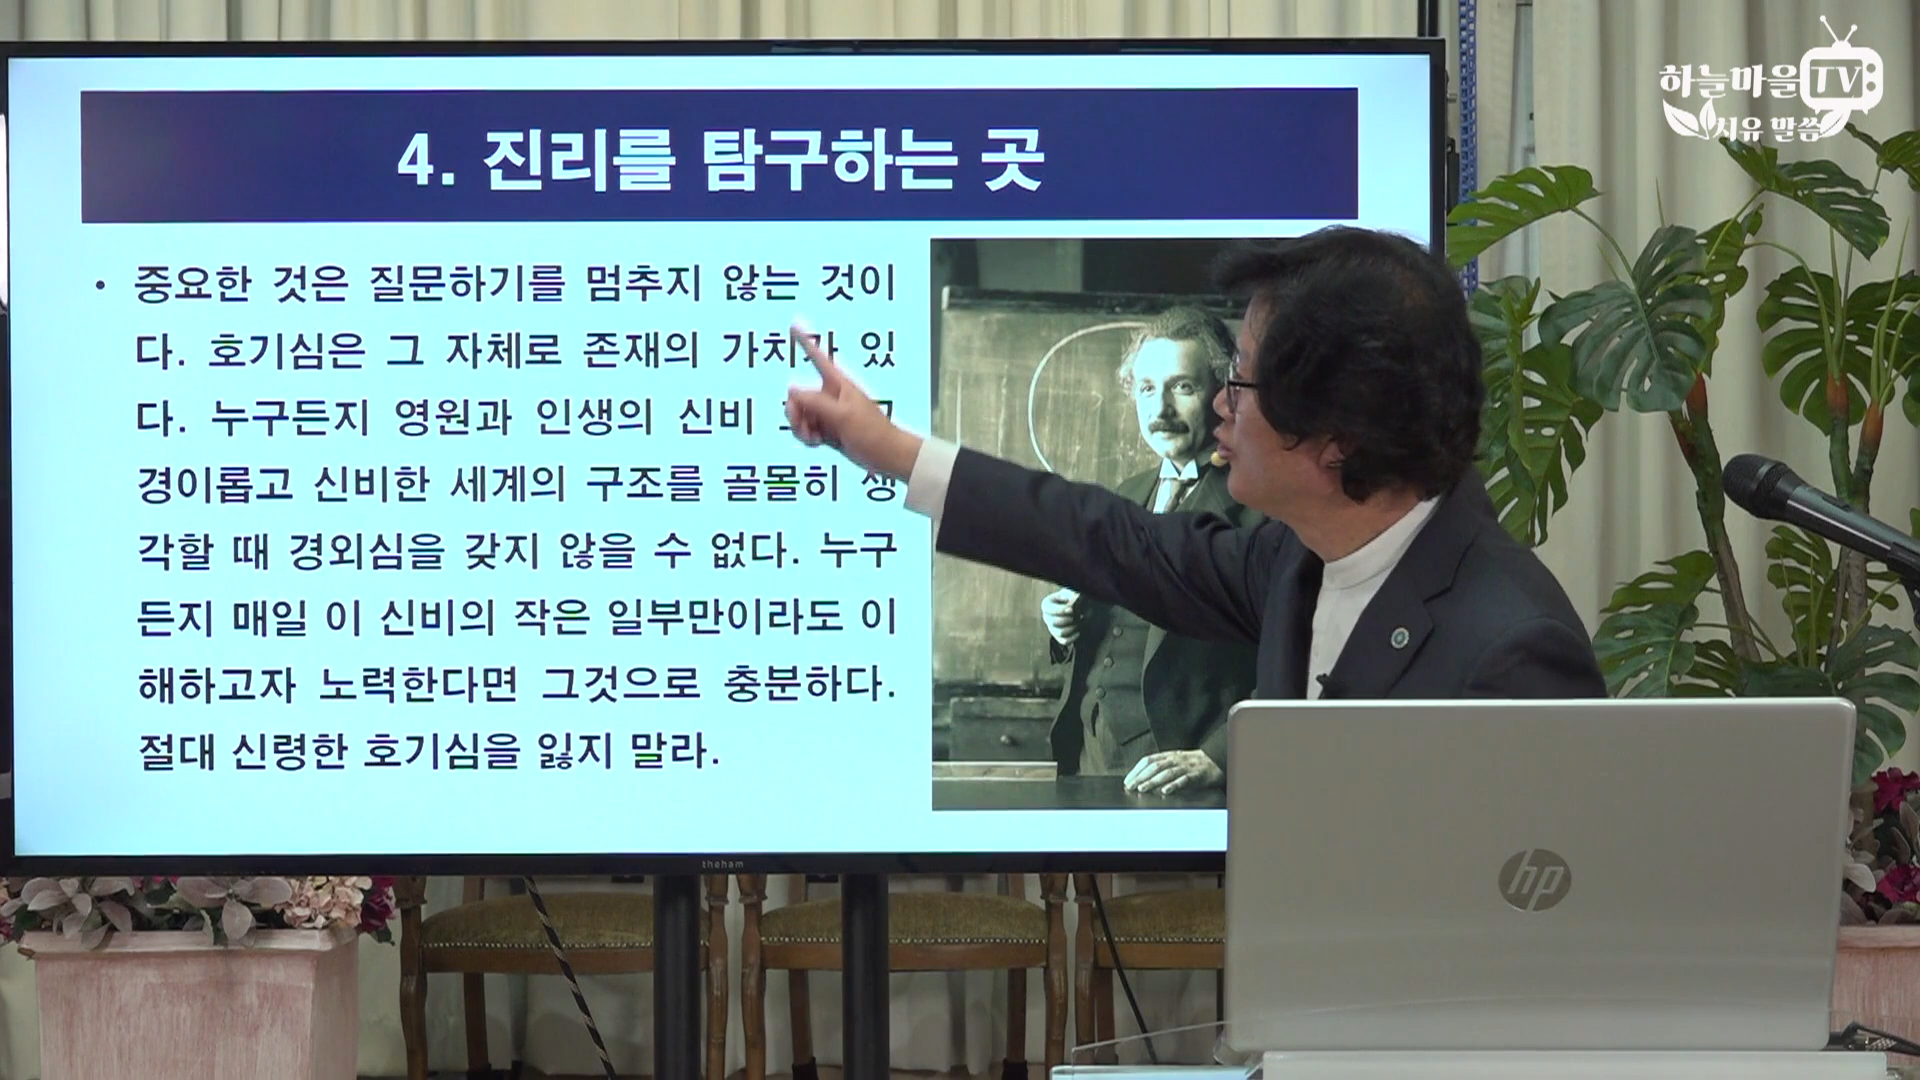 하늘마을TV
치유 말씀
4. 진리를 탐구하는 곳
• 중요한 것은 질문하기를 멈추지 않는 것이
다. 호기심은 그 자체로 존재의 가치가 있
다. 누구든지 영원과 인생의 신비
경이롭고 신비한 세계의 구조를 골몰히 생
각할 때 경외심을 갖지 않을 수 없다. 누구
든지 매일 이 신비의 작은 일부만이라도 이
해하고자 노력한다면 그것으로 충분하다.
절대 신령한 호기심을 잃지 말라.
theham
hp